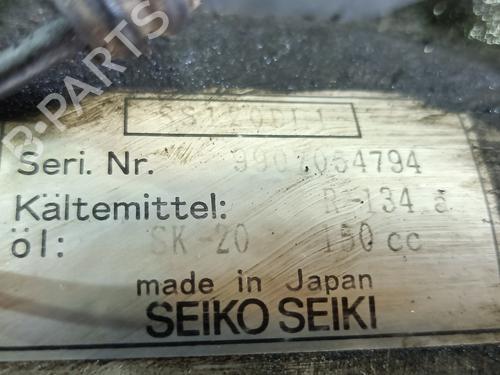 SS120DL1
Seri. Nr. 9907054794
Kältemittel: R-134 a
öl: SK-20 150 cc
made in Japan
SEIKO SEIKI
B-PARTS